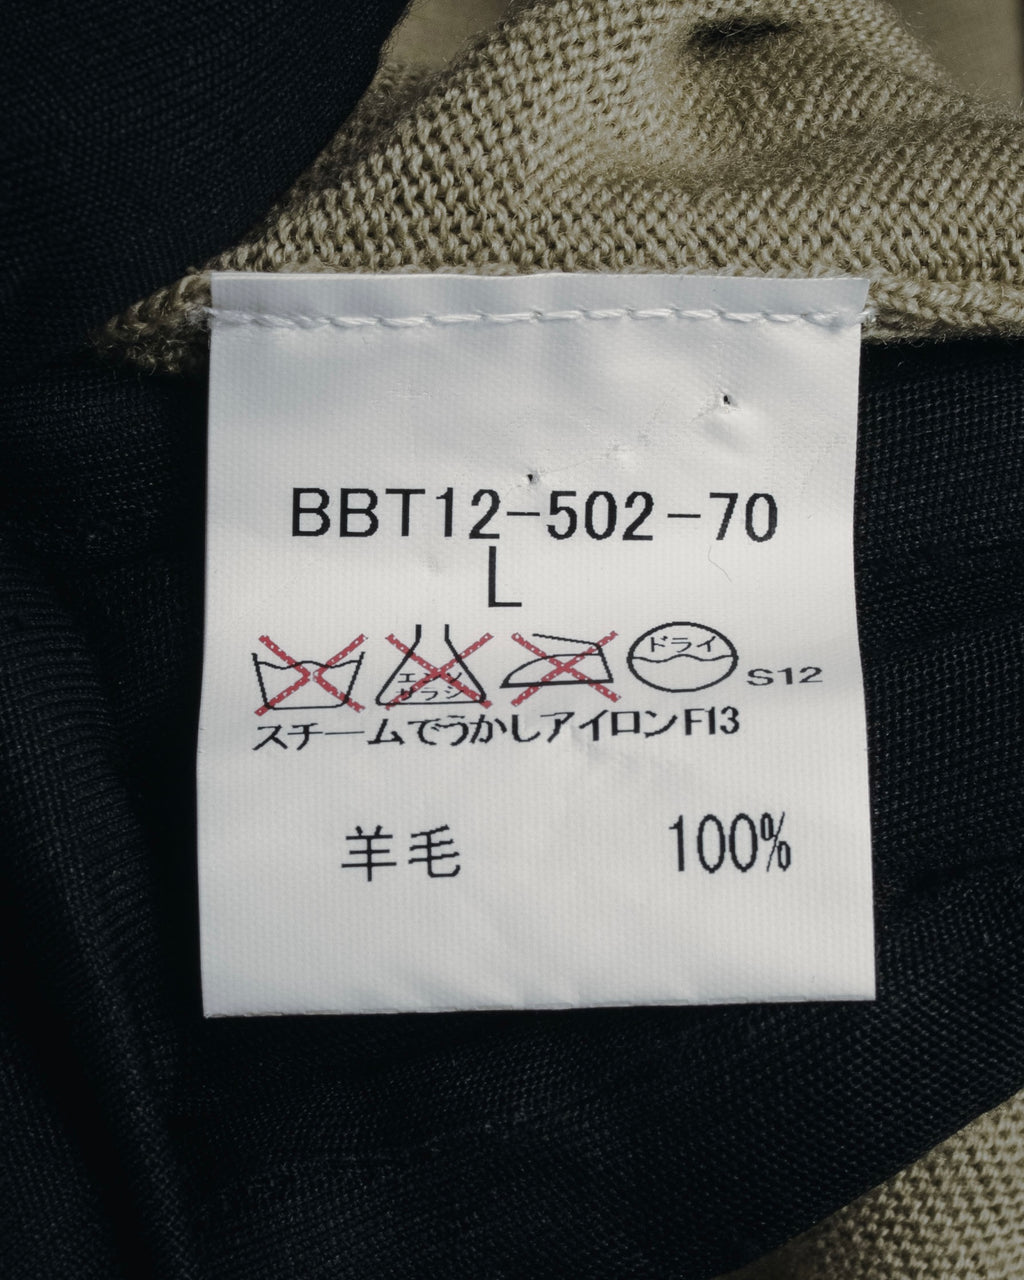 BBT12-502-70
L
エンソ
サラシ
ドライ
S12
スチームでうかしアイロンF13
羊毛 100%